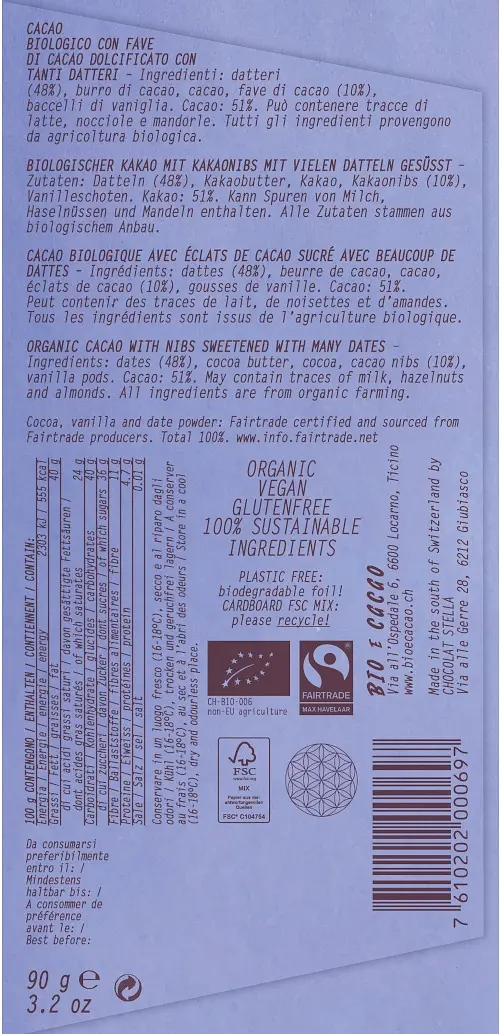 CACAO
BIOLOGICO CON FAVE
DI CACAO DOLCIFICATO CON
TANTI DATTERI – Ingredienti: datteri
(48%), burro di cacao, cacao, fave di cacao (10%),
baccelli di vaniglia. Cacao: 51%. Può contenere tracce di
latte, nocciole e mandorle. Tutti gli ingredienti provengono
da agricoltura biologica.
BIOLOGISCHER KAKAO MIT KAKAONIBS MIT VIELEN DATTELN GESÜSST –
Zutaten: Datteln (48%), Kakaobutter, Kakao, Kakaonibs (10%),
Vanilleschoten. Kakao: 51%. Kann Spuren von Milch,
Haselnüssen und Mandeln enthalten. Alle Zutaten stammen aus
biologischem Anbau.
CACAO BIOLOGIQUE AVEC ÉCLATS DE CACAO SUCRÉ AVEC BEAUCOUP DE
DATTES – Ingrédients: dattes (48%), beurre de cacao, cacao,
éclats de cacao (10%), gousses de vanille. Cacao: 51%.
Peut contenir des traces de lait, de noisettes et d'amandes.
Tous les ingrédients sont issus de l'agriculture biologique.
ORGANIC CACAO WITH NIBS SWEETENED WITH MANY DATES –
Ingredients: dates (48%), cocoa butter, cocoa, cacao nibs (10%),
vanilla pods. Cacao: 51%. May contain traces of milk, hazelnuts
and almonds. All ingredients are from organic farming.
Cocoa, vanilla and date powder: Fairtrade certified and sourced from
Fairtrade producers. Total 100%. www.info.fairtrade.net
100 g CONTENGONO / ENTHALTEN / CONTIENNENT / CONTAIN:
Energia / Energie / énergie / energy 2303 kJ / 555 kcal
Grassi / Fett / graisses / fat 40 g
di cui acidi grassi saturi / davon gesättigte Fettsäuren /
dont acides gras saturés / of which saturates 24 g
Carboidrati / Kohlenhydrate / glucides / carbohydrates 40 g
di cui zuccheri / davon zucker / dont sucres / of which sugars 36 g
Fibre / Ballaststoffe / fibres alimentaires / fibre
Proteine / Eiweiss / protéines / protein
Sale / Salz / sel / salt 0.01 g
Conservare in un luogo fresco (16-18°C), secco e al riparo dagli
odori / Kühl (16-18°C), trocken und geruchfrei lagern / A conserver
au frais (16-18°C), au sec et à l'abri des odeurs / Store in a cool
(16-18°C), dry and odourless place.
ORGANIC
VEGAN
GLUTENFREE
100% SUSTAINABLE
INGREDIENTS
PLASTIC FREE:
biodegradable foil!
CARDBOARD FSC MIX:
please recycle!
CH-BIO-006
non-EU agriculture
FAIRTRADE
MAX HAVELAAR
FSC
www.fsc.org
MIX
Papier aus ver-
antwortungsvollen
Quellen
FSC® C104754
BIO E CACAO
Via all'Ospedale 6, 6600 Locarno, Ticino
www.bioecacao.ch
Made in the south of Switzerland by
CHOCOLAT STELLA
Via alle Gerre 28, 6212 Giubiasco
7 610202 000697
Da consumarsi
preferibilmente
entro il: /
Mindestens
haltbar bis: /
A consommer de
préférence
avant le: /
Best before:
90 g e
3.2 oz